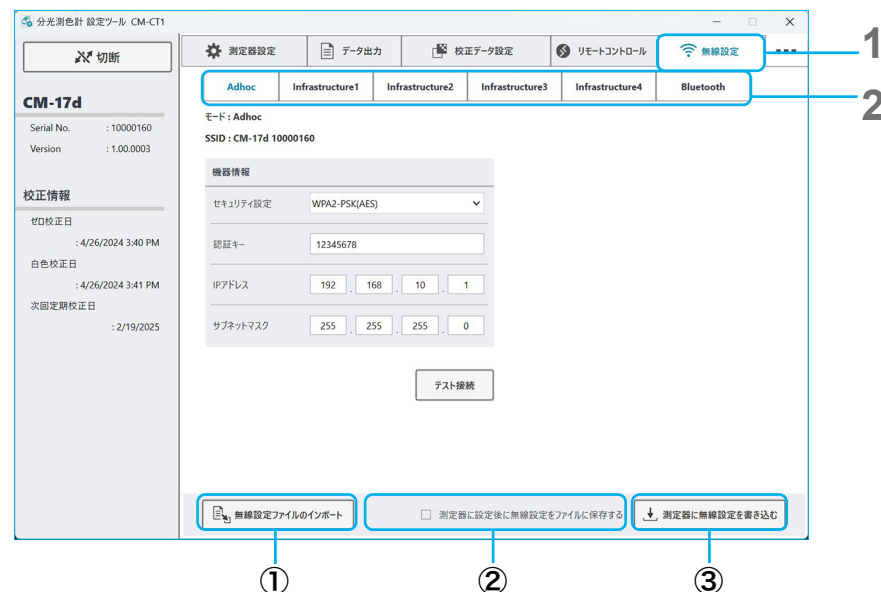 分光測色計 設定ツール CM-CT1
切断
測定器設定
データ出力
校正データ設定
リモートコントロール
無線設定
1
Adhoc
Infrastructure1
Infrastructure2
Infrastructure3
Infrastructure4
Bluetooth
2
CM-17d
Serial No. : 10000160
Version : 1.00.0003
校正情報
ゼロ校正日
: 4/26/2024 3:40 PM
白色校正日
: 4/26/2024 3:41 PM
次回定期校正日
: 2/19/2025
モード : Adhoc
SSID : CM-17d 10000160
機器情報
セキュリティ設定 WPA2-PSK(AES)
認証キー 12345678
IPアドレス 192 . 168 . 10 . 1
サブネットマスク 255 . 255 . 255 . 0
テスト接続
無線設定ファイルのインポート
測定器に設定後に無線設定をファイルに保存する
測定器に無線設定を書き込む
①
②
③